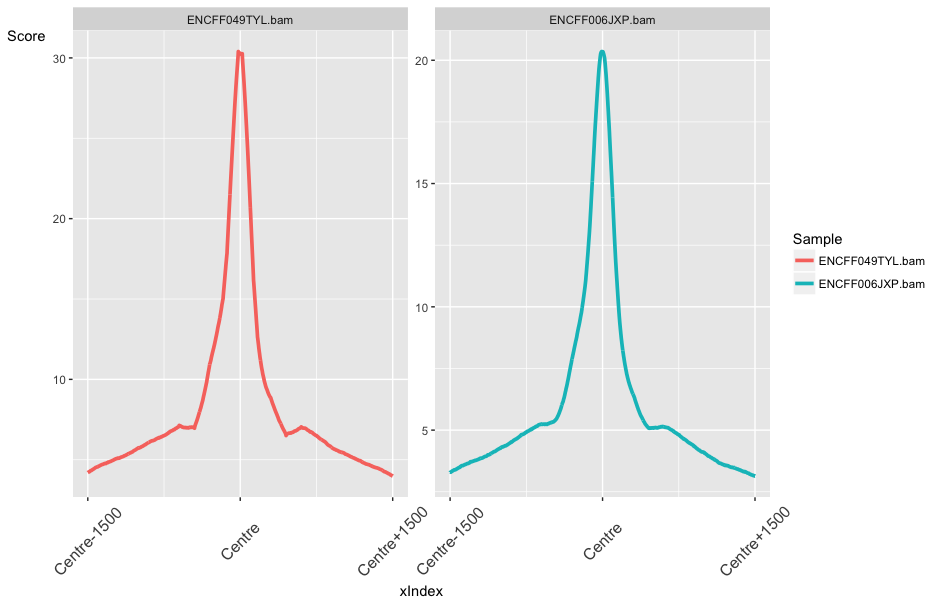 ENCFF049TYL.bam
ENCFF006JXP.bam
Score
30
20
10
20
15
10
5
Centre-1500
Centre
Centre+1500
Centre-1500
Centre
Centre+1500
xIndex
Sample
ENCFF049TYL.bam
ENCFF006JXP.bam